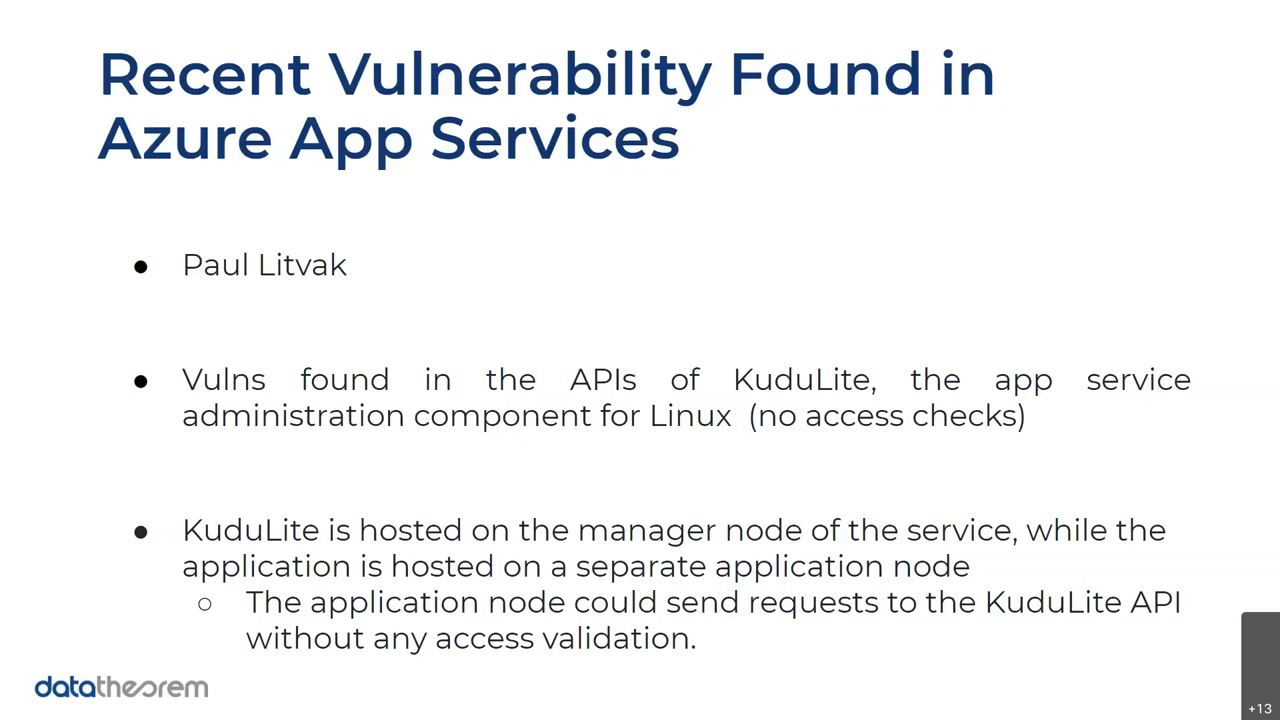 Recent Vulnerability Found in
Azure App Services
● Paul Litvak
● Vulns found in the APIs of KuduLite, the app service
administration component for Linux (no access checks)
● KuduLite is hosted on the manager node of the service, while the
application is hosted on a separate application node
○ The application node could send requests to the KuduLite API
without any access validation.
datatheorem
+13